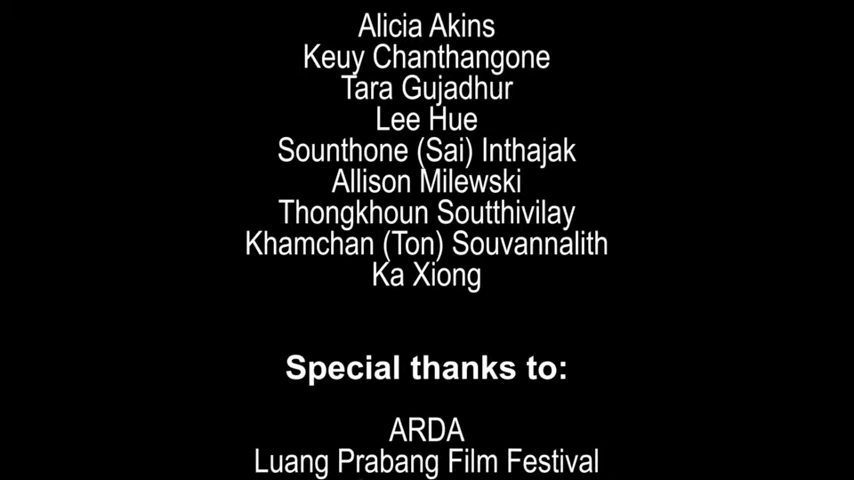 Alicia Akins
Keuy Chanthangone
Tara Gujadhur
Lee Hue
Sounthone (Sai) Inthajak
Allison Milewski
Thongkhoun Soutthivilay
Khamchan (Ton) Souvannalith
Ka Xiong
Special thanks to:
ARDA
Luang Prabang Film Festival